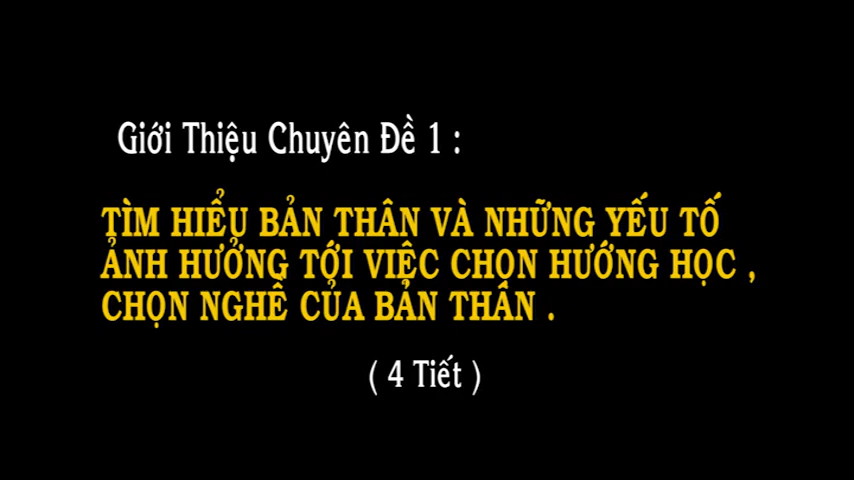 Giới Thiệu Chuyên Đề 1 :
TÌM HIỂU BẢN THÂN VÀ NHỮNG YẾU TỐ
ẢNH HƯỞNG TỚI VIỆC CHỌN HƯỚNG HỌC ,
CHỌN NGHỀ CỦA BẢN THÂN .
( 4 Tiết )